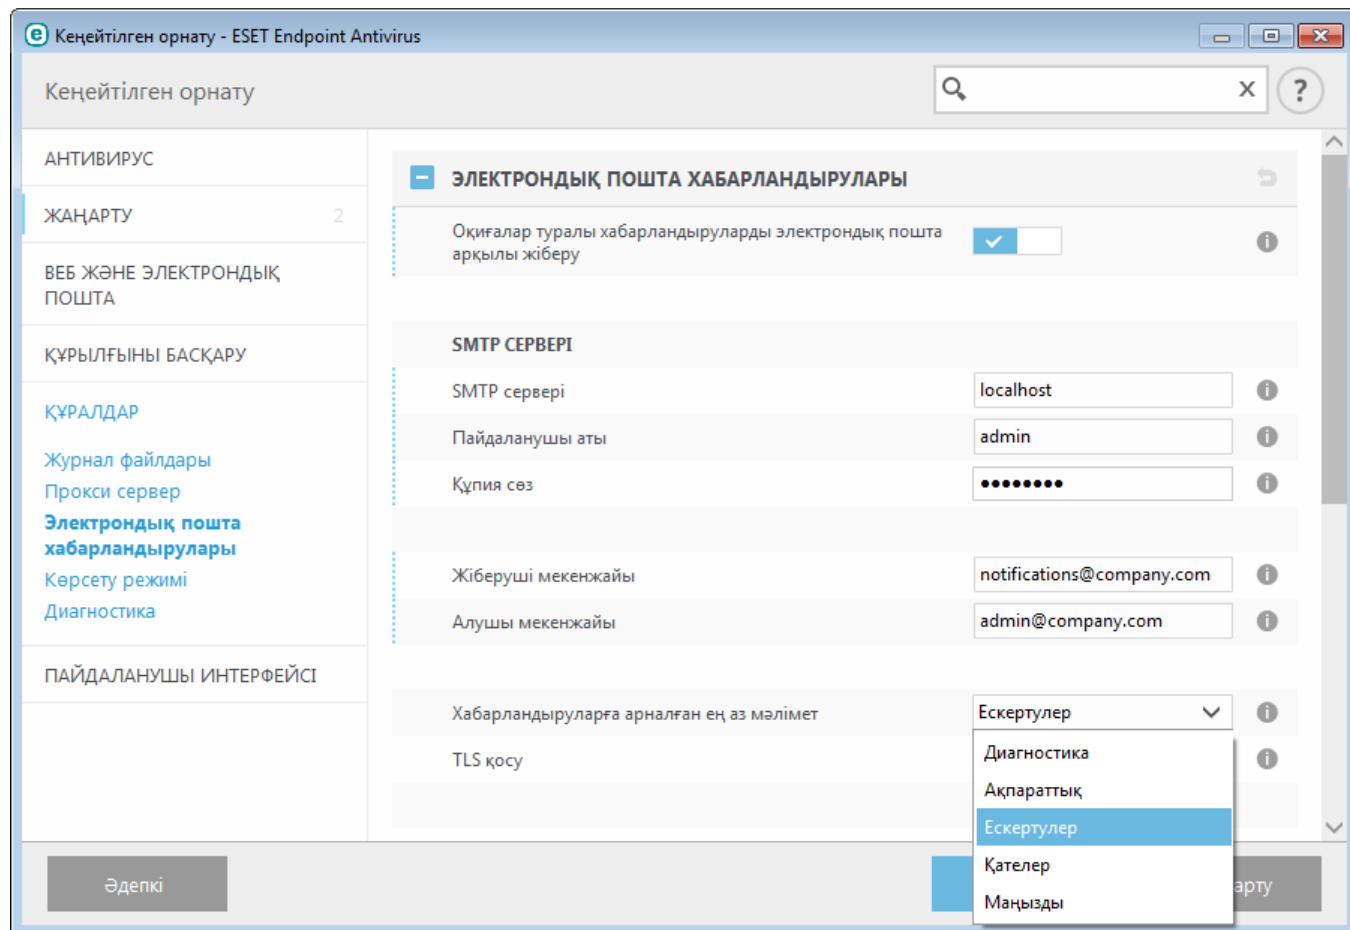 Кеңейтілген орнату - ESET Endpoint Antivirus
Кеңейтілген орнату
АНТИВИРУС
ЖАҢАРТУ 2
ВЕБ ЖӘНЕ ЭЛЕКТРОНДЫҚ
ПОШТА
ҚҰРЫЛҒЫНЫ БАСҚАРУ
ҚҰРАЛДАР
Журнал файлдары
Прокси сервер
Электрондық пошта
хабарландырулары
Көрсету режимі
Диагностика
ПАЙДАЛАНУШЫ ИНТЕРФЕЙСІ
ЭЛЕКТРОНДЫҚ ПОШТА ХАБАРЛАНДЫРУЛАРЫ
Оқиғалар туралы хабарландыруларды электрондық пошта
арқылы жіберу
SMTP СЕРВЕРІ
SMTP сервері localhost
Пайдаланушы аты admin
Құпия сөз ••••••••
Жіберуші мекенжайы notifications@company.com
Алушы мекенжайы admin@company.com
Хабарландыруларға арналған ең аз мәлімет Ескертулер
TLS қосу
Диагностика
Ақпараттық
Ескертулер
Қателер
Маңызды
Әдепкі